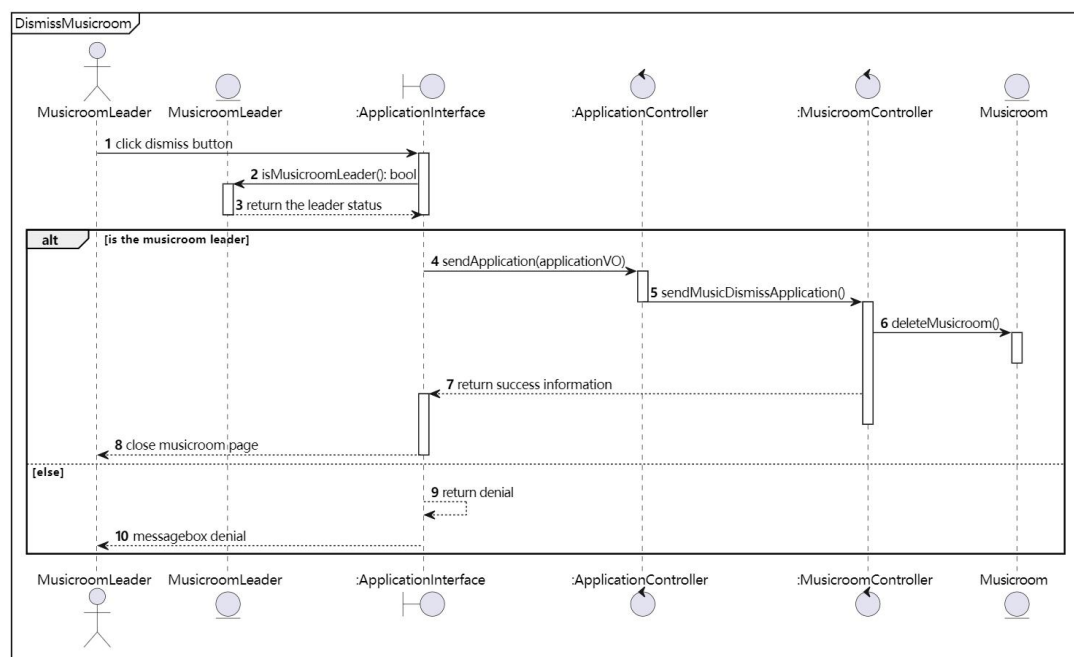 DismissMusicroom
MusicroomLeader MusicroomLeader :ApplicationInterface :ApplicationController :MusicroomController Musicroom
1 click dismiss button
2 isMusicroomLeader(): bool
3 return the leader status
alt [is the musicroom leader]
4 sendApplication(applicationVO)
5 sendMusicDismissApplication()
6 deleteMusicroom()
7 return success information
8 close musicroom page
[else]
9 return denial
10 messagebox denial
MusicroomLeader MusicroomLeader :ApplicationInterface :ApplicationController :MusicroomController Musicroom